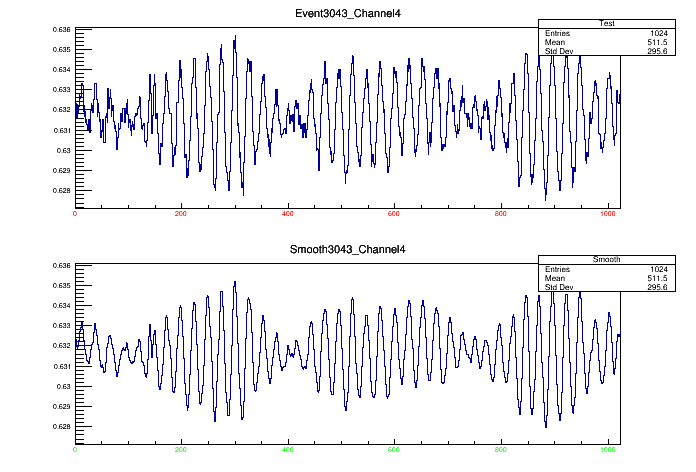 Event3043_Channel4
Test
Entries 1024
Mean 511.5
Std Dev 295.6
0.636
0.635
0.634
0.633
0.632
0.631
0.63
0.629
0.628
0 200 400 600 800 1000
Smooth3043_Channel4
Smooth
Entries 1024
Mean 511.5
Std Dev 295.6
0.636
0.635
0.634
0.633
0.632
0.631
0.63
0.629
0.628
0 200 400 600 800 1000